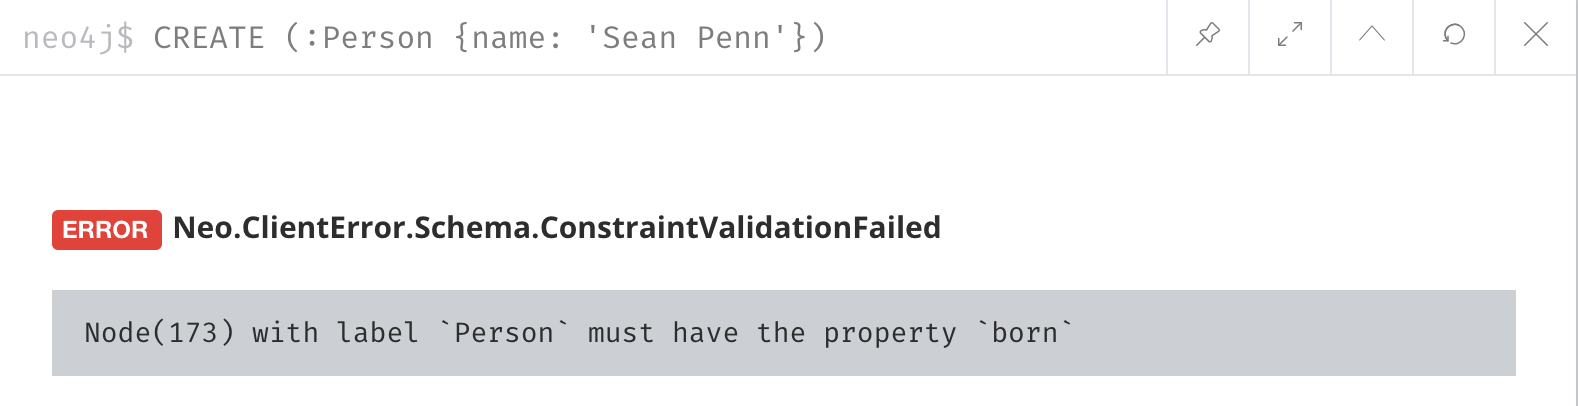 neo4j$ CREATE (:Person {name: 'Sean Penn'})
ERROR Neo.ClientError.Schema.ConstraintValidationFailed
Node(173) with label `Person` must have the property `born`